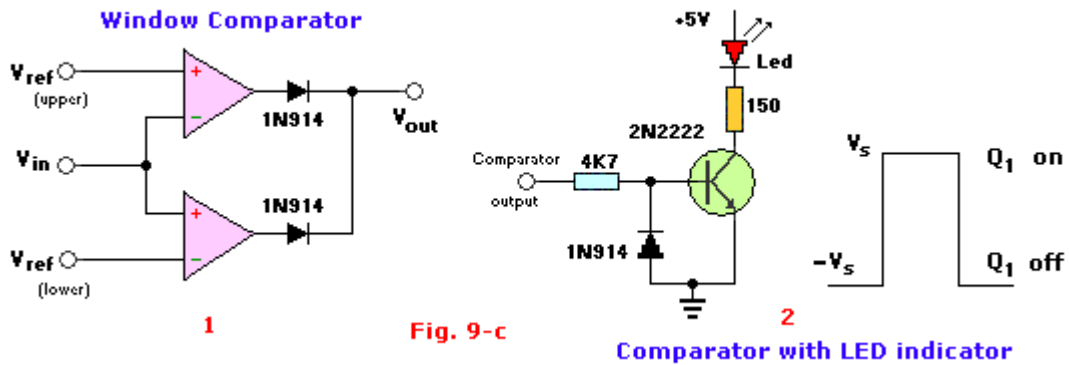 Window Comparator
Vref
(upper)
+
−
1N914
Vout
Vin
1N914
+
−
Vref
(lower)
1
Fig. 9-c
+5V
Led
150
2N2222
Comparator
output
4K7
1N914
2
Vs
Q1 on
-Vs
Q1 off
Comparator with LED indicator